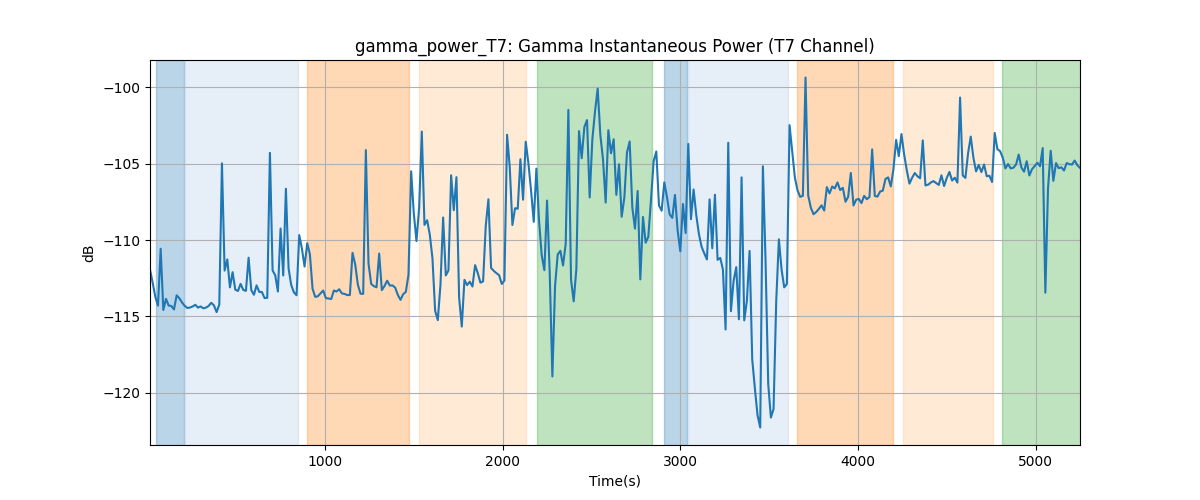 gamma_power_T7: Gamma Instantaneous Power (T7 Channel)
−100
−105
−110
−115
−120
dB
1000 2000 3000 4000 5000
Time(s)